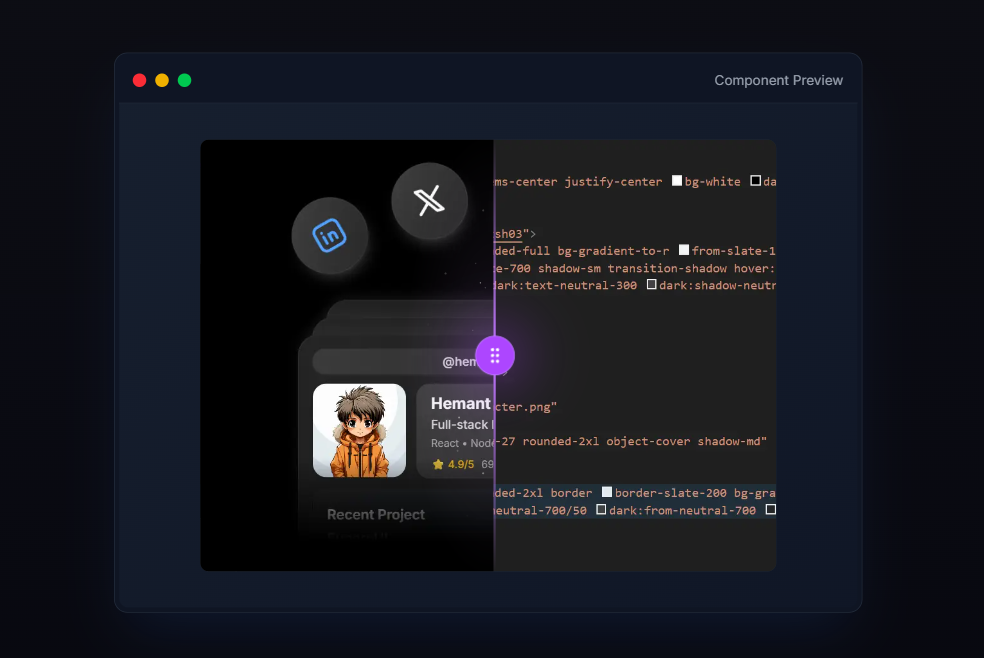 Component Preview
in
@hem
Hemant
Full-stack
React • Node
4.9/5 69
Recent Project
ms-center justify-center bg-white da
sh03">
ded-full bg-gradient-to-r from-slate-1
e-700 shadow-sm transition-shadow hover:
dark:text-neutral-300 dark:shadow-neutr
cter.png"
-27 rounded-2xl object-cover shadow-md"
ded-2xl border border-slate-200 bg-gra
neutral-700/50 dark:from-neutral-700